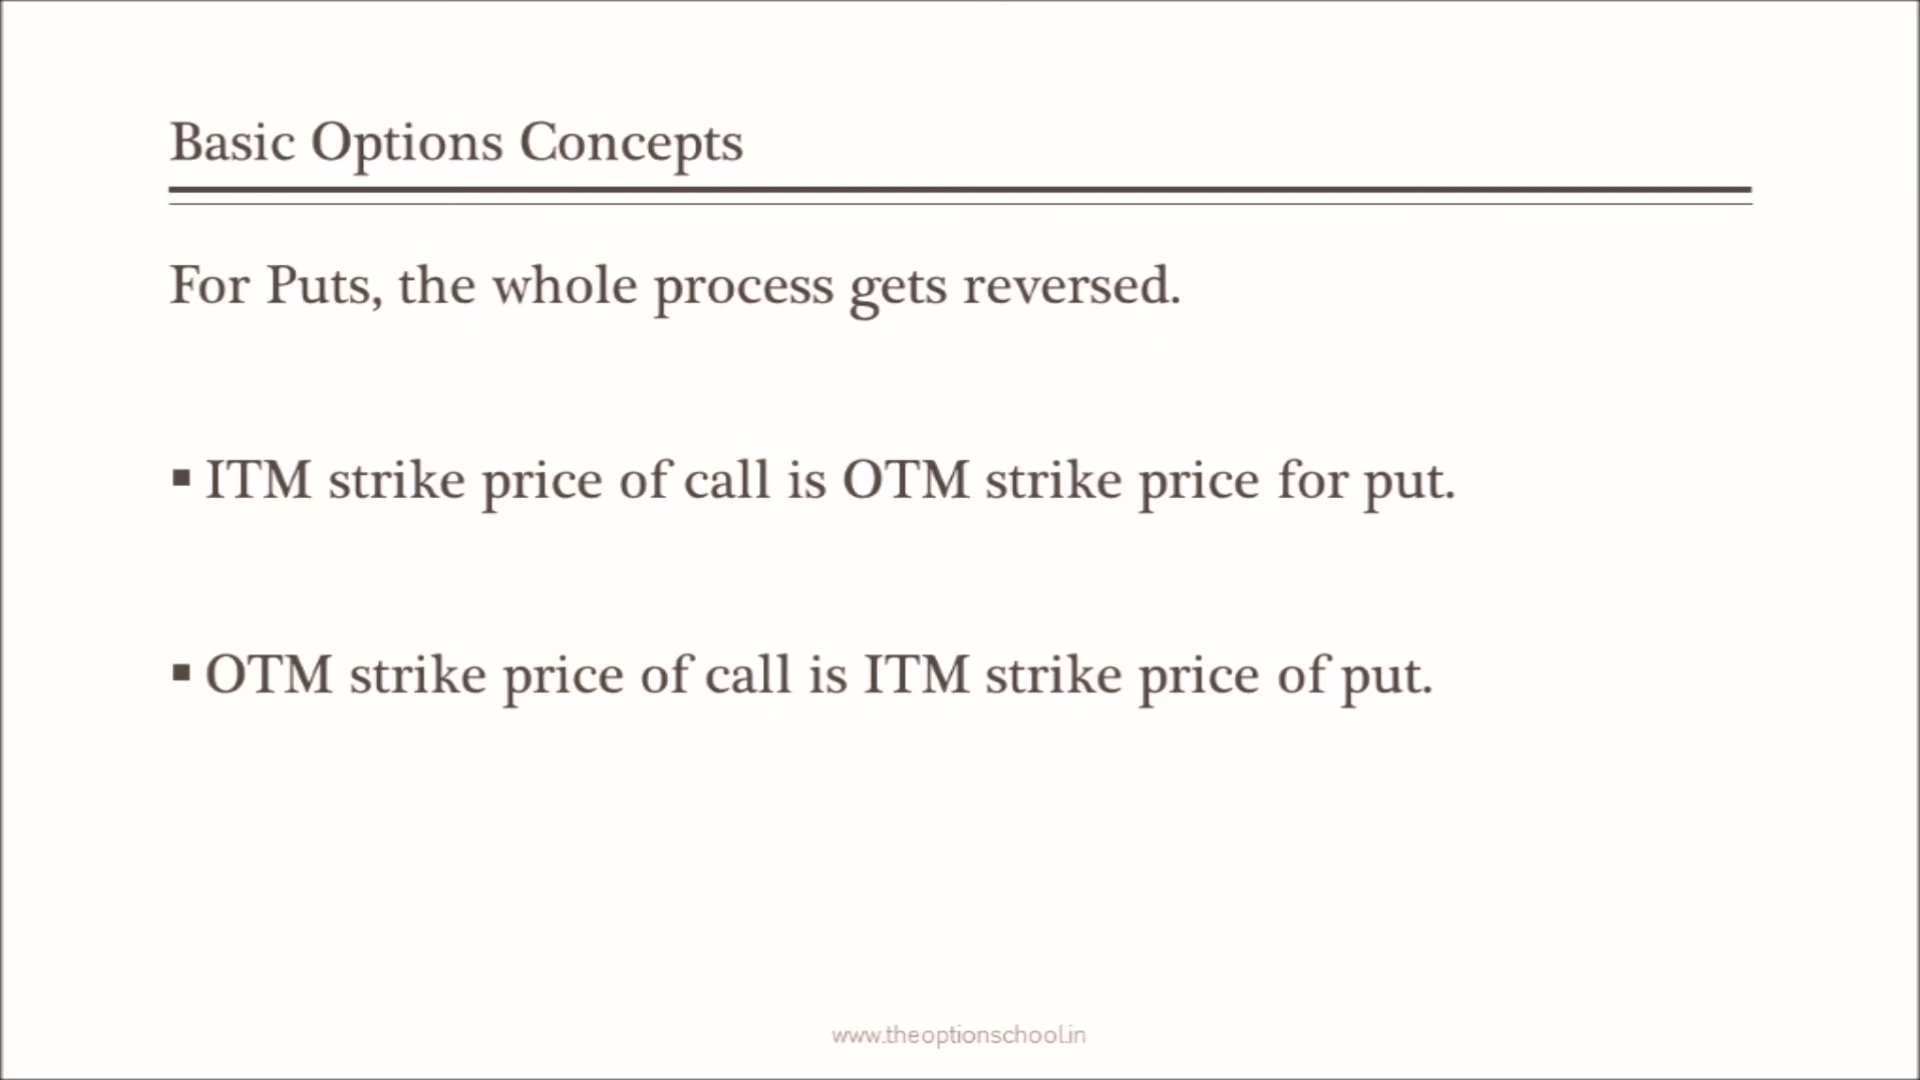 Basic Options Concepts
For Puts, the whole process gets reversed.
▪ ITM strike price of call is OTM strike price for put.
▪ OTM strike price of call is ITM strike price of put.
www.theoptionschool.in